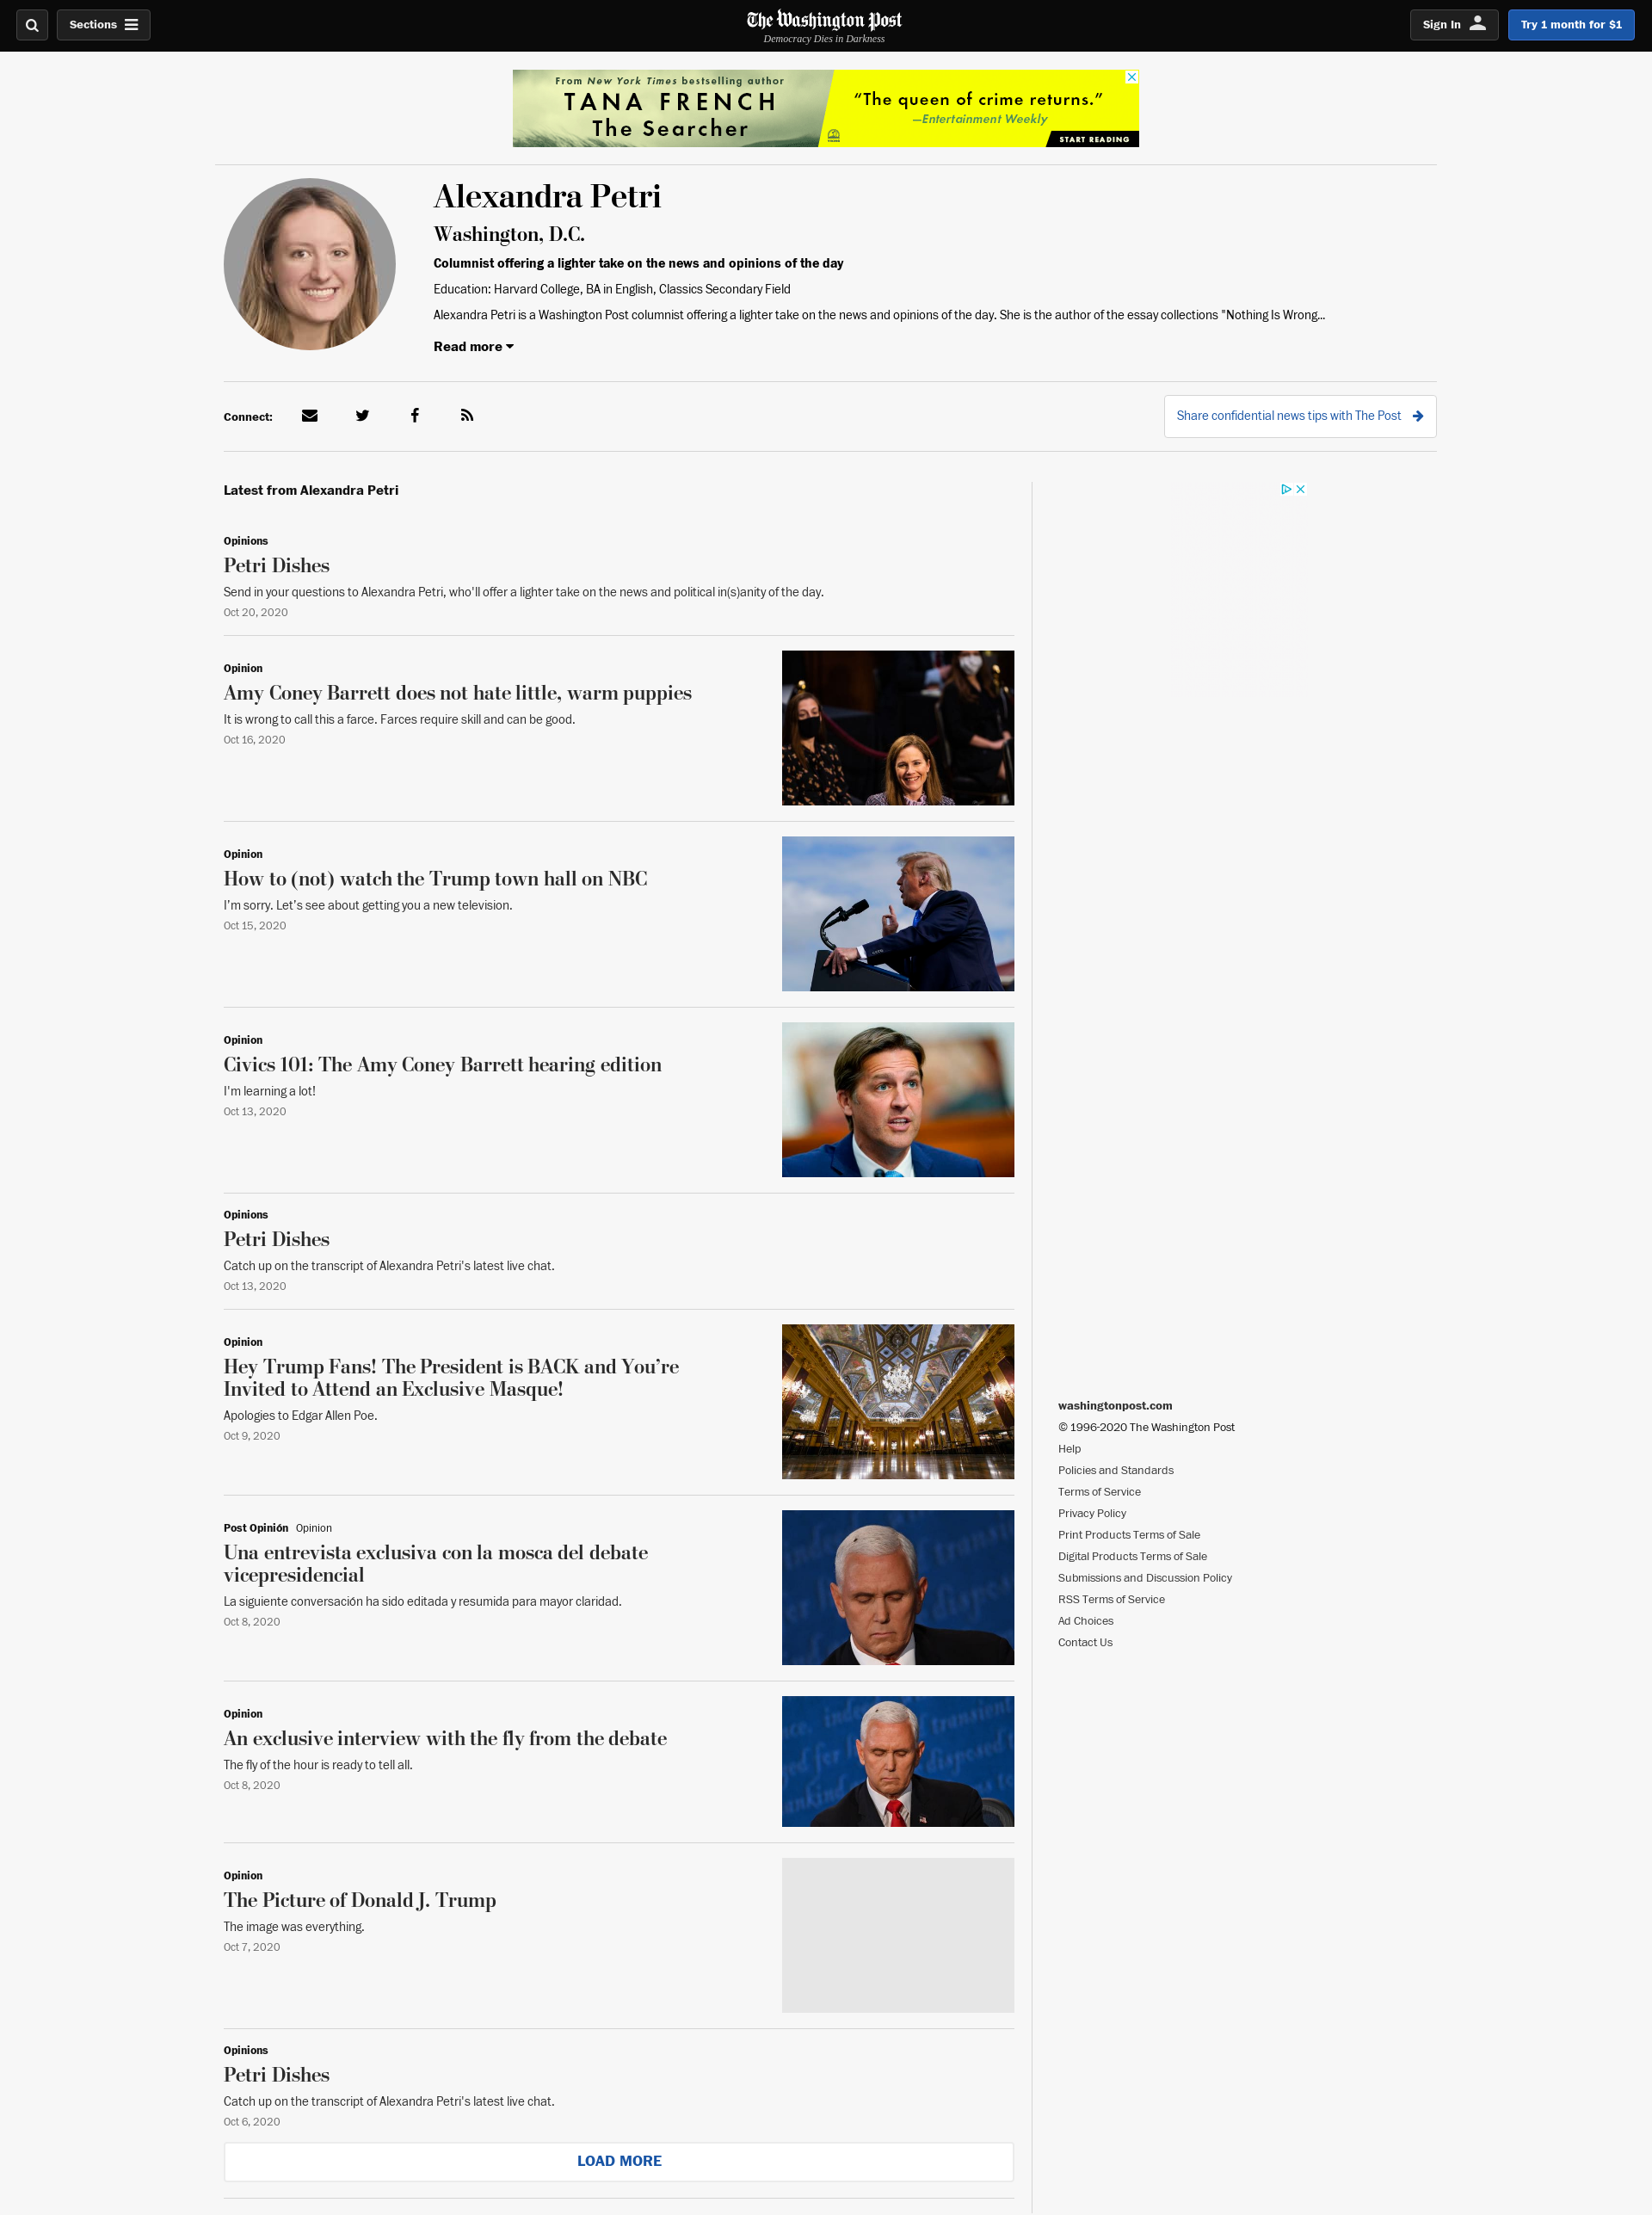 Sections
The Washington Post
Democracy Dies in Darkness
Sign In
Try 1 month for $1
From New York Times bestselling author
TANA FRENCH
The Searcher
“The queen of crime returns.”
—Entertainment Weekly
START READING
Alexandra Petri
Washington, D.C.
Columnist offering a lighter take on the news and opinions of the day
Education: Harvard College, BA in English, Classics Secondary Field
Alexandra Petri is a Washington Post columnist offering a lighter take on the news and opinions of the day. She is the author of the essay collections "Nothing Is Wrong...
Read more
Connect:
Share confidential news tips with The Post
Latest from Alexandra Petri
Opinions
Petri Dishes
Send in your questions to Alexandra Petri, who'll offer a lighter take on the news and political in(s)anity of the day.
Oct 20, 2020
Opinion
Amy Coney Barrett does not hate little, warm puppies
It is wrong to call this a farce. Farces require skill and can be good.
Oct 16, 2020
Opinion
How to (not) watch the Trump town hall on NBC
I’m sorry. Let’s see about getting you a new television.
Oct 15, 2020
Opinion
Civics 101: The Amy Coney Barrett hearing edition
I'm learning a lot!
Oct 13, 2020
Opinions
Petri Dishes
Catch up on the transcript of Alexandra Petri's latest live chat.
Oct 13, 2020
Opinion
Hey Trump Fans! The President is BACK and You’re
Invited to Attend an Exclusive Masque!
Apologies to Edgar Allen Poe.
Oct 9, 2020
Post Opinión Opinion
Una entrevista exclusiva con la mosca del debate
vicepresidencial
La siguiente conversación ha sido editada y resumida para mayor claridad.
Oct 8, 2020
Opinion
An exclusive interview with the fly from the debate
The fly of the hour is ready to tell all.
Oct 8, 2020
Opinion
The Picture of Donald J. Trump
The image was everything.
Oct 7, 2020
Opinions
Petri Dishes
Catch up on the transcript of Alexandra Petri's latest live chat.
Oct 6, 2020
LOAD MORE
washingtonpost.com
© 1996-2020 The Washington Post
Help
Policies and Standards
Terms of Service
Privacy Policy
Print Products Terms of Sale
Digital Products Terms of Sale
Submissions and Discussion Policy
RSS Terms of Service
Ad Choices
Contact Us